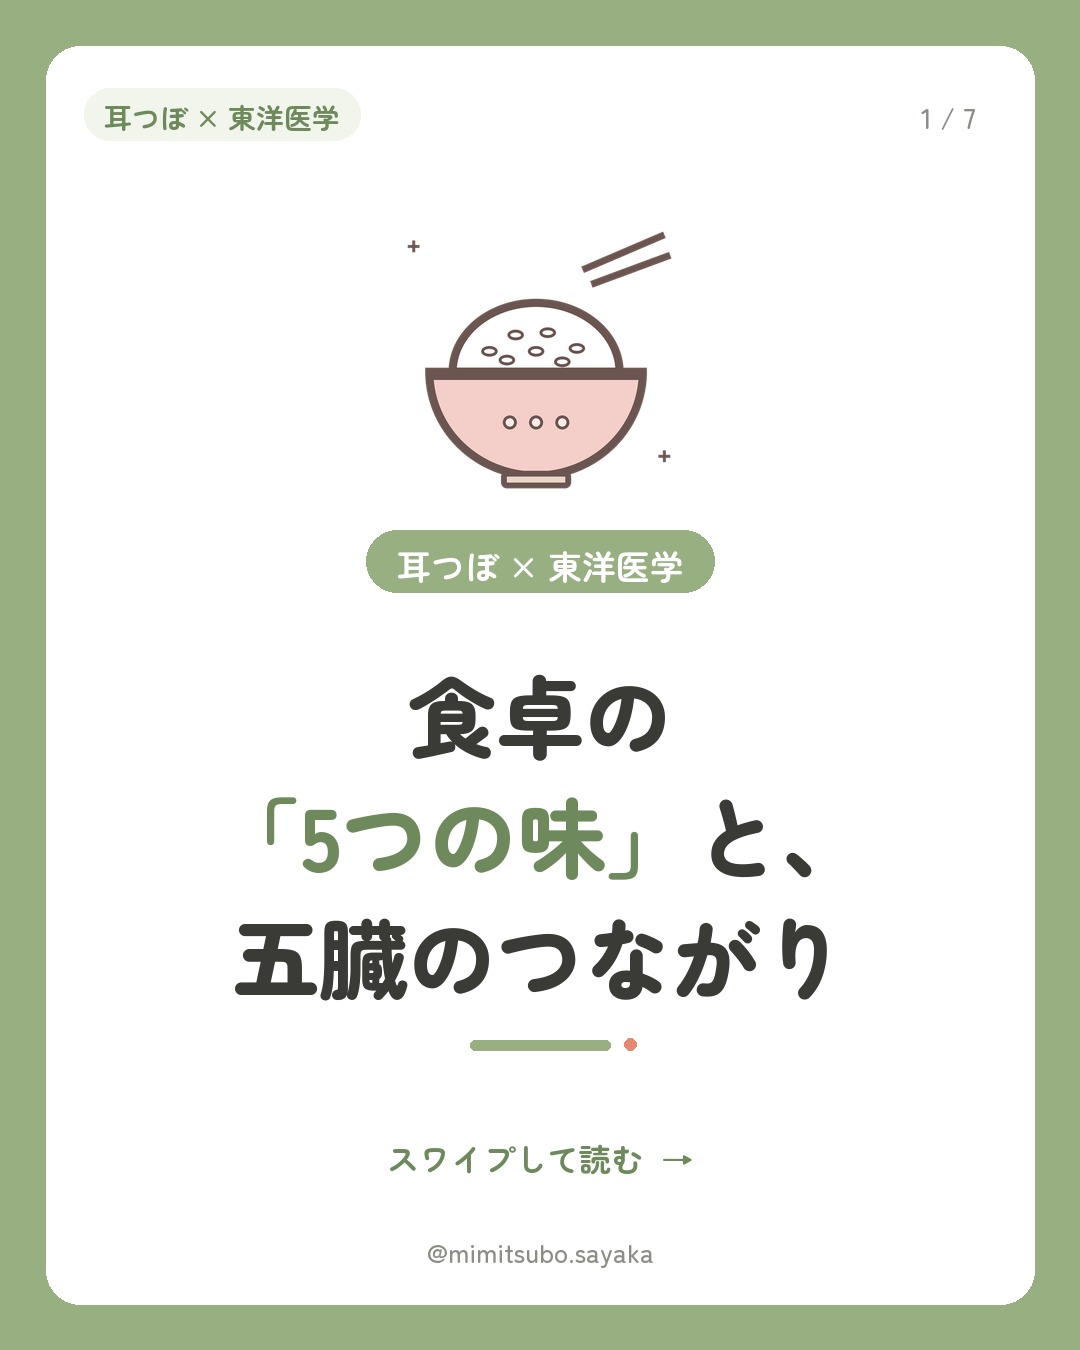 耳つぼ × 東洋医学
1 / 7
耳つぼ × 東洋医学
食卓の
「5つの味」と、
五臓のつながり
スワイプして読む →
@mimitsubo.sayaka